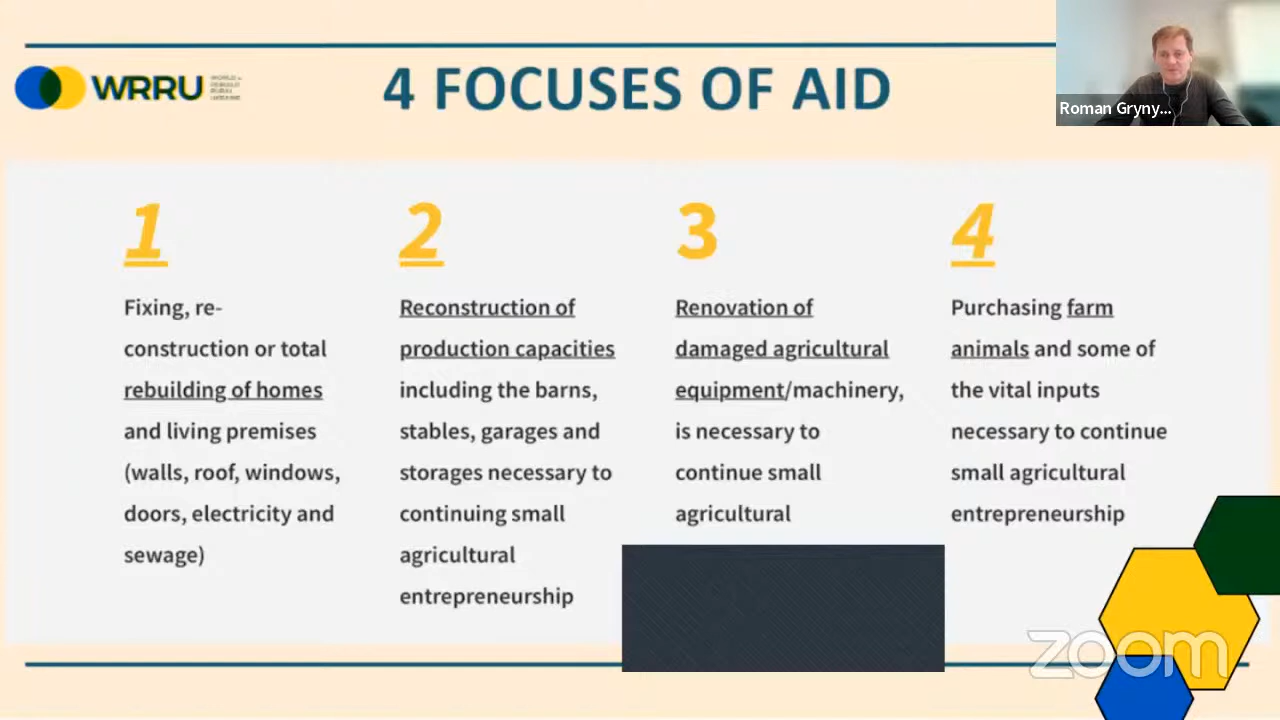 WRRU
4 FOCUSES OF AID
Roman Gryny...
1
Fixing, re-
construction or total
rebuilding of homes
and living premises
(walls, roof, windows,
doors, electricity and
sewage)
2
Reconstruction of
production capacities
including the barns,
stables, garages and
storages necessary to
continuing small
agricultural
entrepreneurship
3
Renovation of
damaged agricultural
equipment/machinery,
is necessary to
continue small
agricultural
4
Purchasing farm
animals and some of
the vital inputs
necessary to continue
small agricultural
entrepreneurship
zoom